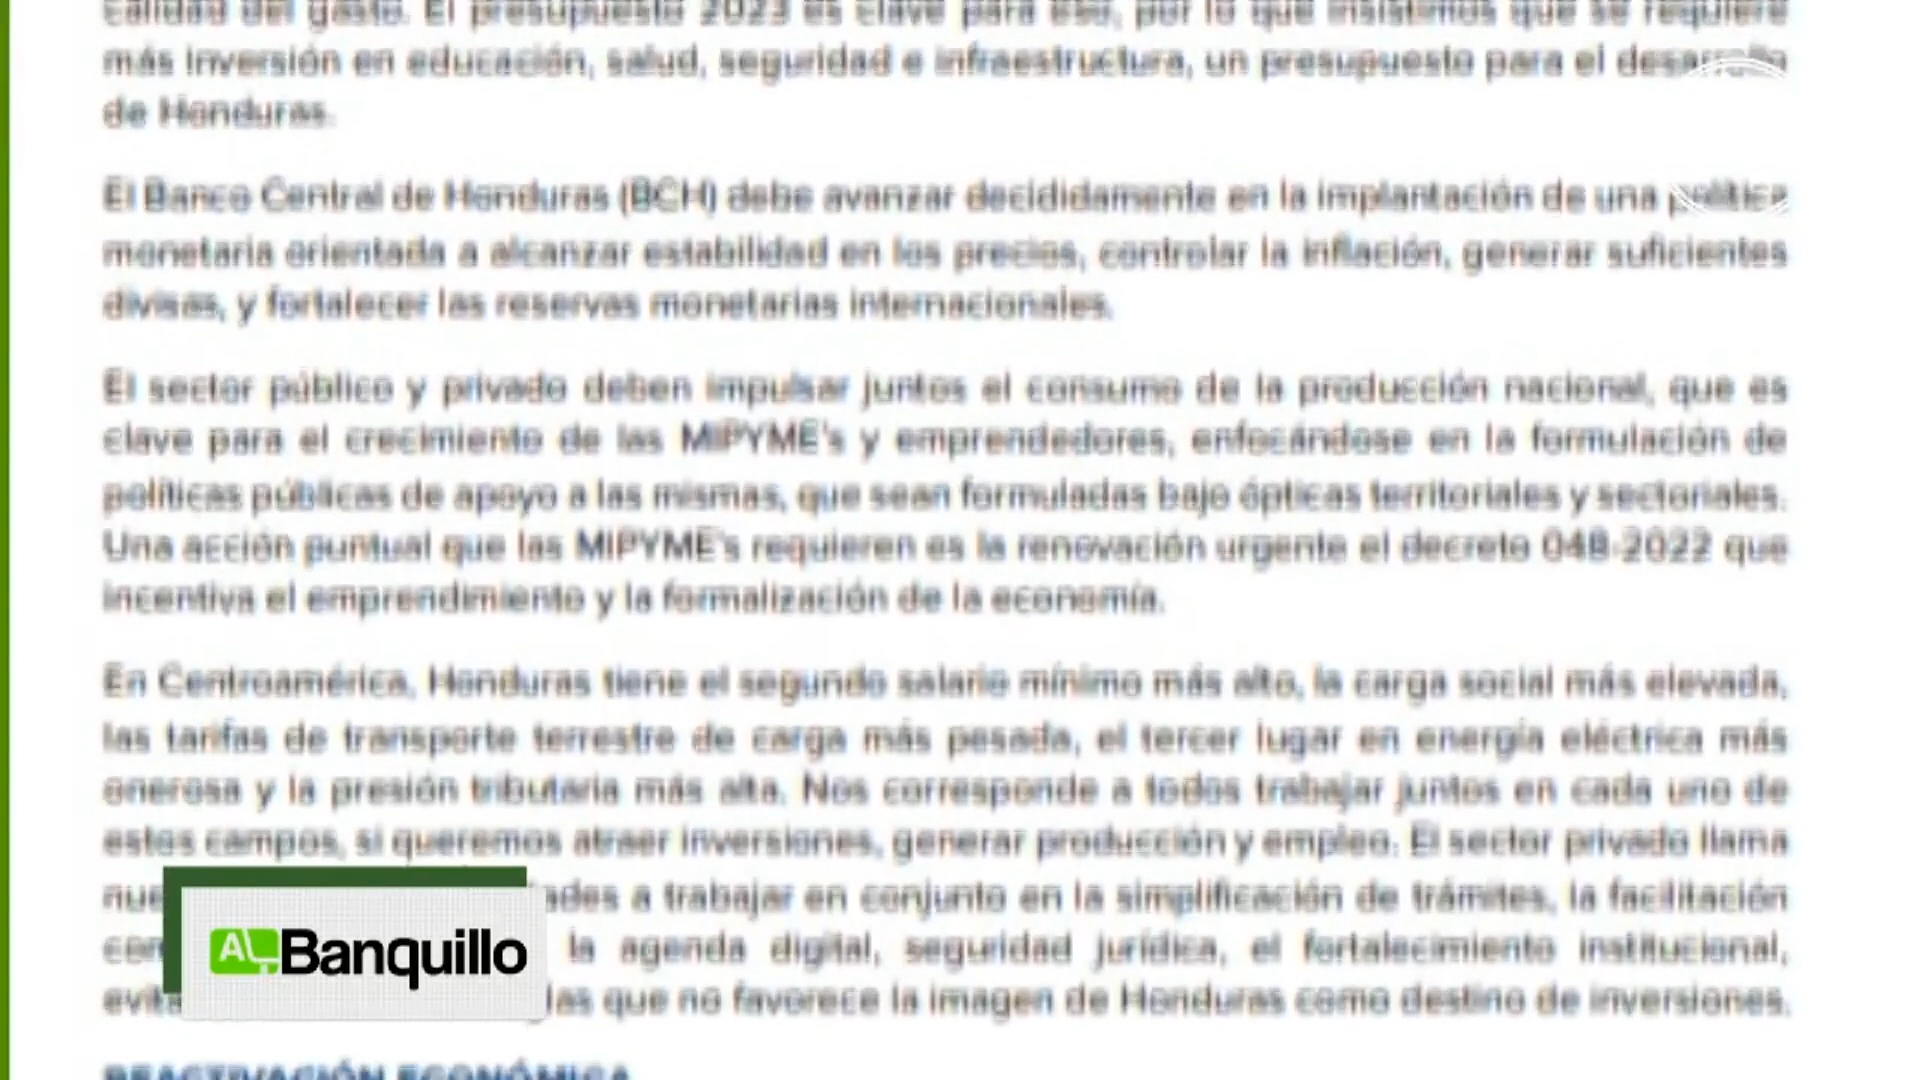 calidad del gasto. El presupuesto 2023 es clave para eso, por lo que insistimos que se requiere
más inversión en educación, salud, seguridad e infraestructura, un presupuesto para el desarrollo
de Honduras.
El Banco Central de Honduras (BCH) debe avanzar decididamente en la implantación de una política
monetaria orientada a alcanzar estabilidad en los precios, controlar la inflación, generar suficientes
divisas, y fortalecer las reservas monetarias internacionales.
El sector público y privado deben impulsar juntos el consumo de la producción nacional, que es
clave para el crecimiento de las MIPYME's y emprendedores, enfocándose en la formulación de
políticas públicas de apoyo a las mismas, que sean formuladas bajo ópticas territoriales y sectoriales.
Una acción puntual que las MIPYME's requieren es la renovación urgente el decreto 048-2022 que
incentiva el emprendimiento y la formalización de la economía.
En Centroamérica, Honduras tiene el segundo salario mínimo más alto, la carga social más elevada,
las tarifas de transporte terrestre de carga más pesada, el tercer lugar en energía eléctrica más
onerosa y la presión tributaria más alta. Nos corresponde a todos trabajar juntos en cada uno de
estos campos, si queremos atraer inversiones, generar producción y empleo. El sector privado llama
nue ades a trabajar en conjunto en la simplificación de trámites, la facilitación
com la agenda digital, seguridad jurídica, el fortalecimiento institucional,
evita glas que no favorece la imagen de Honduras como destino de inversiones.
AL Banquillo
REACTIVACIÓN ECONÓMICA